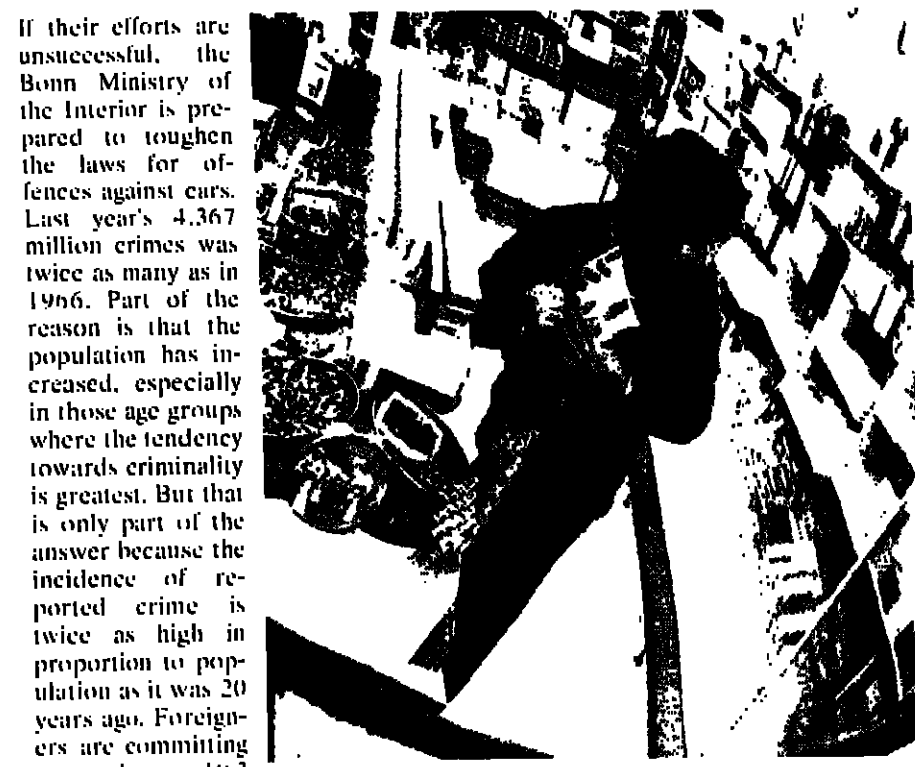 If their efforts are
unsuccessful, the
Bonn Ministry of
the Interior is pre-
pared to toughen
the laws for of-
fences against cars.
Last year's 4.367
million crimes was
twice as many as in
1966. Part of the
reason is that the
population has in-
creased, especially
in those age groups
where the tendency
towards criminality
is greatest. But that
is only part of the
answer because the
incidence of re-
ported crime is
twice as high in
proportion to pop-
ulation as it was 20
years ago. Foreign-
ers are committing